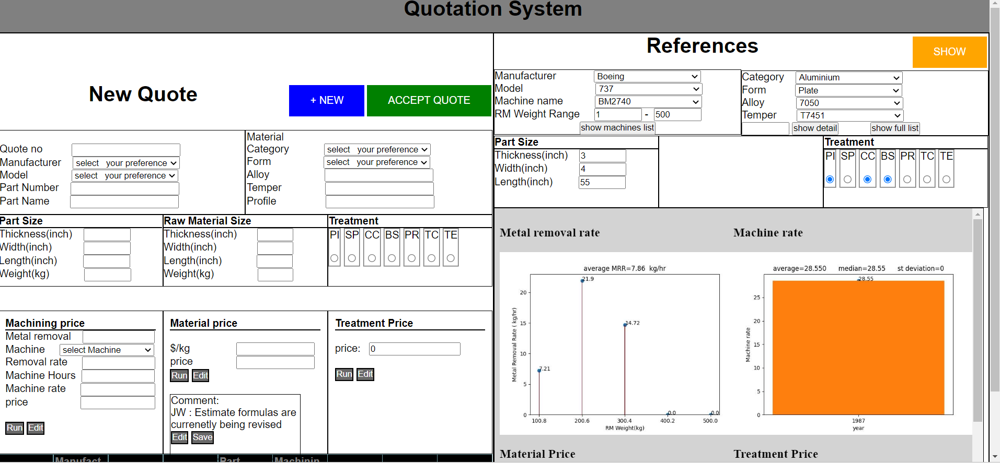 Quotation System
New Quote
+ NEW
ACCEPT QUOTE
Quote no
Manufacturer select your preference
Model select your preference
Part Number
Part Name
Material
Category select your preference
Form select your preference
Alloy
Temper
Profile
Part Size
Thickness(inch)
Width(inch)
Length(inch)
Weight(kg)
Raw Material Size
Thickness(inch)
Width(inch)
Length(inch)
Weight(kg)
Treatment
PI SP CC BS PR TC TE
Machining price
Metal removal
Machine select Machine
Removal rate
Machine Hours
Machine rate
price
Run Edit
Material price
$/kg
price
Run Edit
Comment:
JW : Estimate formulas are
currenetly being revised
Edit Save
Treatment Price
price: 0
Run Edit
Manufact Part Machinin
References
SHOW
Manufacturer Boeing
Model 737
Machine name BM2740
RM Weight Range 1 - 500
show machines list
Category Aluminium
Form Plate
Alloy 7050
Temper T7451
show detail show full list
Part Size
Thickness(inch) 3
Width(inch) 4
Length(inch) 55
Treatment
PI SP CC BS PR TC TE
Metal removal rate
average MRR=7.86 kg/hr
Metal Removal Rate ( kg/hr)
20
15
10
5
0
7.21
21.9
14.72
0.0
0.0
100.8 200.6 300.4 400.2 500.0
RM Weight(kg)
Machine rate
average=28.550 median=28.55 st deviation=0
Machine rate
25
20
15
10
5
0
28.55
1987
year
Material Price
Treatment Price